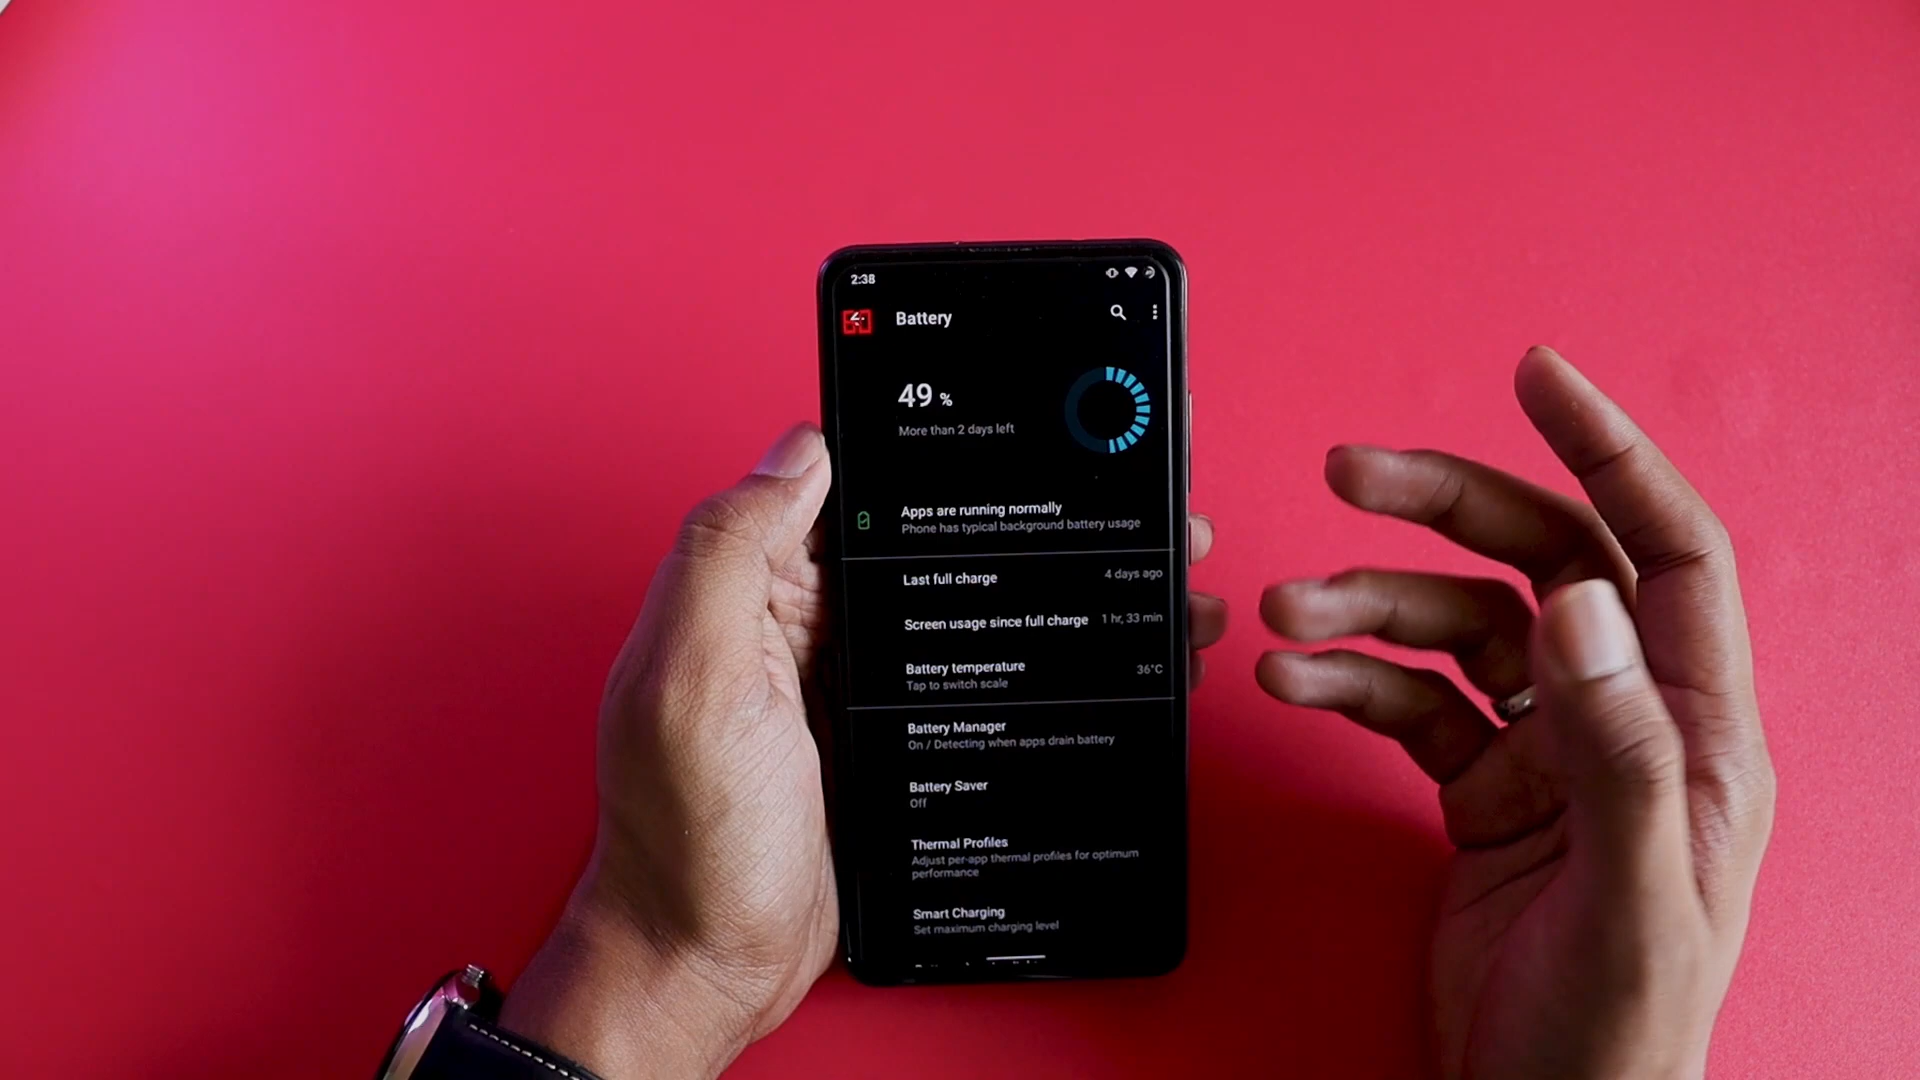 2:38
Battery
49 %
More than 2 days left
Apps are running normally
Phone has typical background battery usage
Last full charge 4 days ago
Screen usage since full charge 1 hr, 33 min
Battery temperature 36°C
Tap to switch scale
Battery Manager
On / Detecting when apps drain battery
Battery Saver
Off
Thermal Profiles
Adjust per-app thermal profiles for optimum
performance
Smart Charging
Set maximum charging level